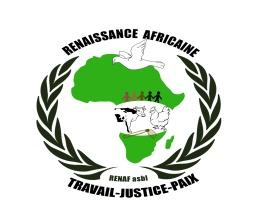 RENAISSANCE AFRICAINE
RENAF asbl
TRAVAIL-JUSTICE-PAIX